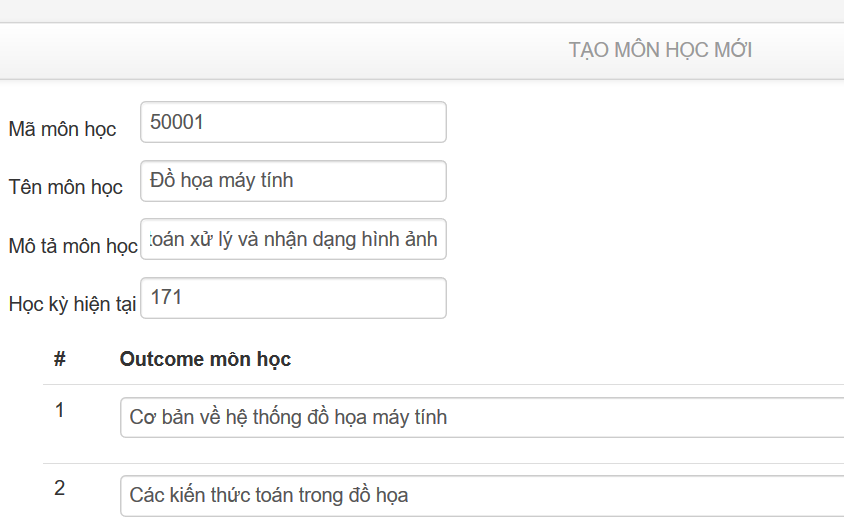 TẠO MÔN HỌC MỚI
Mã môn học 50001
Tên môn học Đồ họa máy tính
Mô tả môn học xử lý và nhận dạng hình ảnh
Học kỳ hiện tại 171
# Outcome môn học
1 Cơ bản về hệ thống đồ họa máy tính
2 Các kiến thức toán trong đồ họa